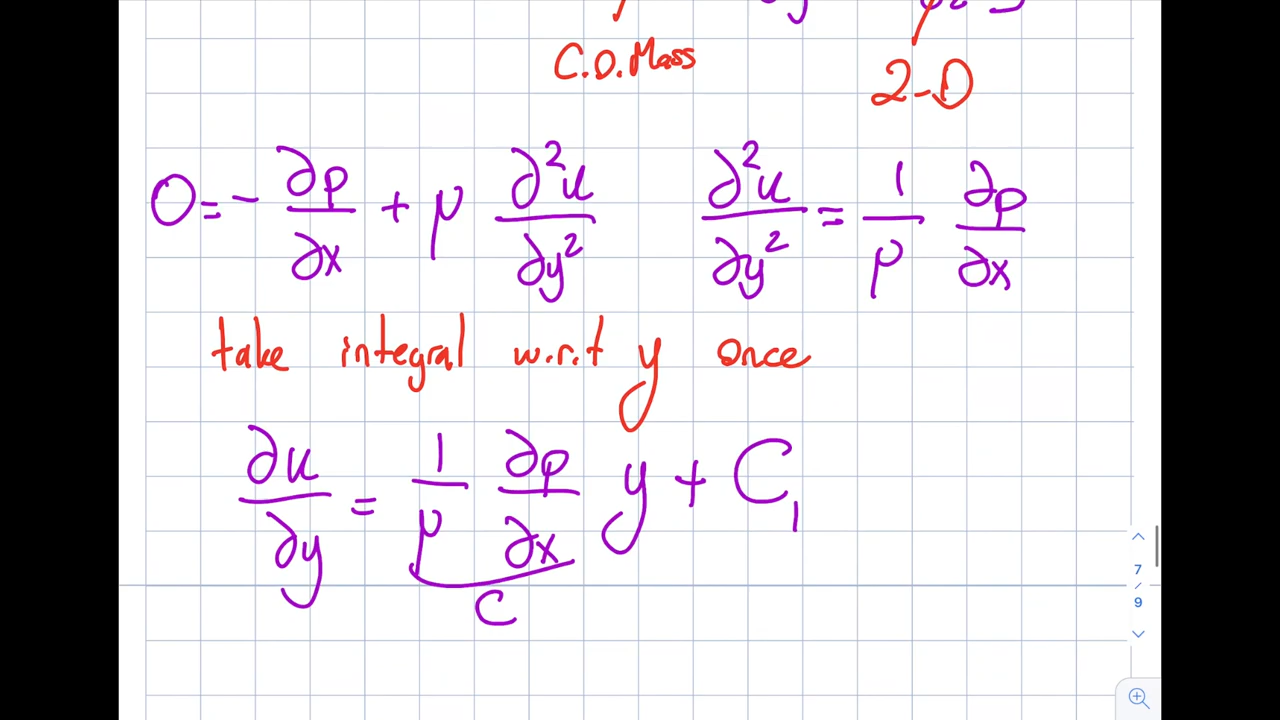 C.O.Mass
2-D
0 = - ∂p/∂x + μ ∂²u/∂y²   ∂²u/∂y² = 1/μ ∂p/∂x
take integral w.r.t y once
∂u/∂y = 1/μ ∂p/∂x y + C₁
C
7
/
9